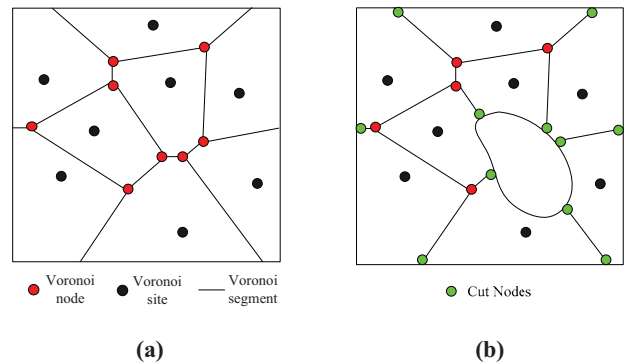 Voronoi node
Voronoi site
Voronoi segment
Cut Nodes
(a)
(b)